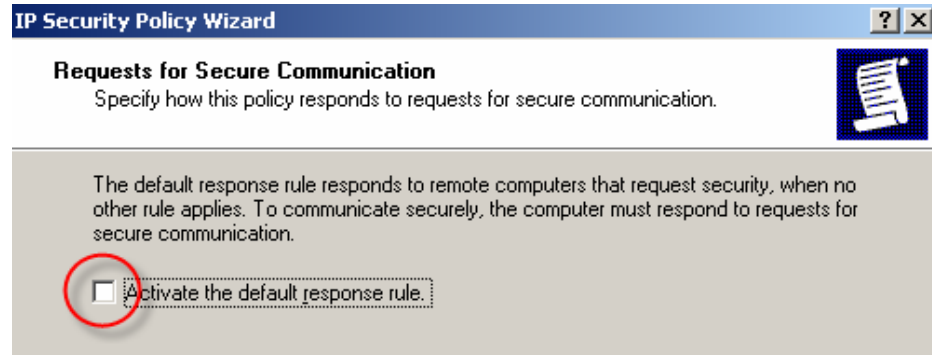 IP Security Policy Wizard
Requests for Secure Communication
Specify how this policy responds to requests for secure communication.
The default response rule responds to remote computers that request security, when no
other rule applies. To communicate securely, the computer must respond to requests for
secure communication.
Activate the default response rule.